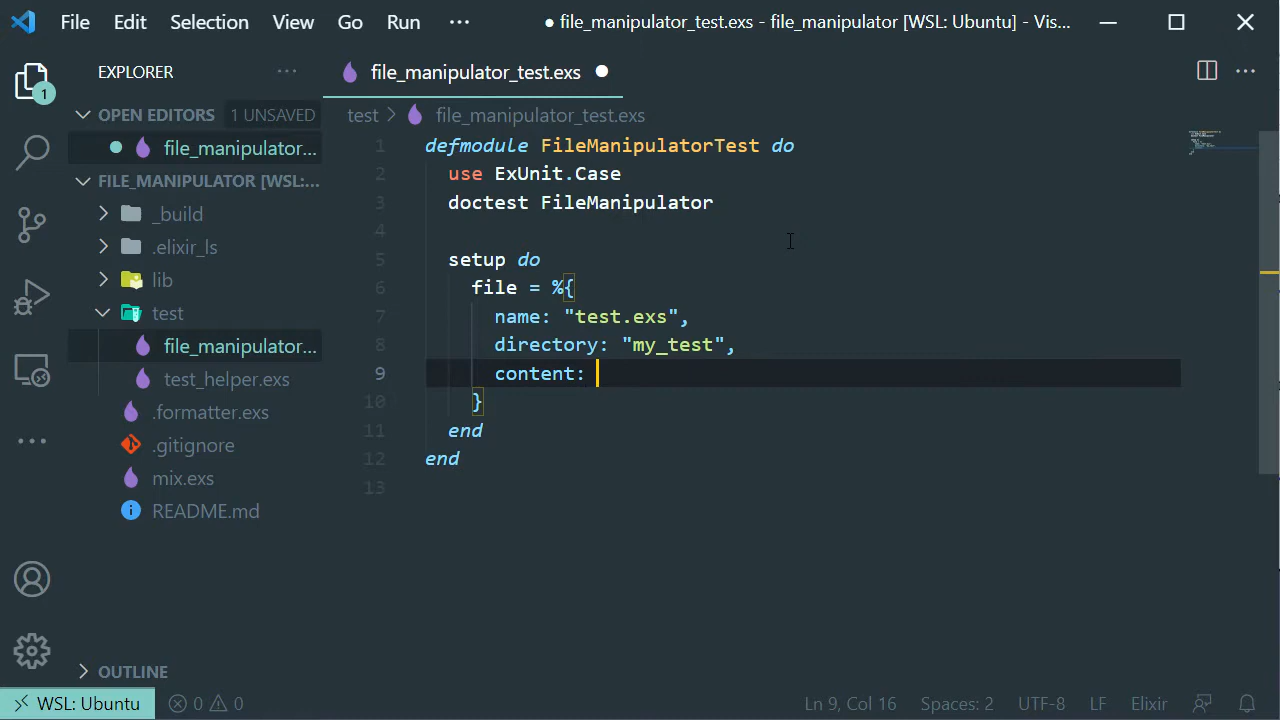 File Edit Selection View Go Run ··· ● file_manipulator_test.exs - file_manipulator [WSL: Ubuntu] - Vis...
EXPLORER ···
file_manipulator_test.exs
1
OPEN EDITORS 1 UNSAVED
file_manipulator...
FILE_MANIPULATOR [WSL:...
_build
.elixir_ls
lib
test
file_manipulator...
test_helper.exs
.formatter.exs
.gitignore
mix.exs
README.md
OUTLINE
test > file_manipulator_test.exs
1 defmodule FileManipulatorTest do
2 use ExUnit.Case
3 doctest FileManipulator
4
5 setup do
6 file = %{
7 name: "test.exs",
8 directory: "my_test",
9 content:
10 }
11 end
12 end
13
WSL: Ubuntu 0 0 Ln 9, Col 16 Spaces: 2 UTF-8 LF Elixir